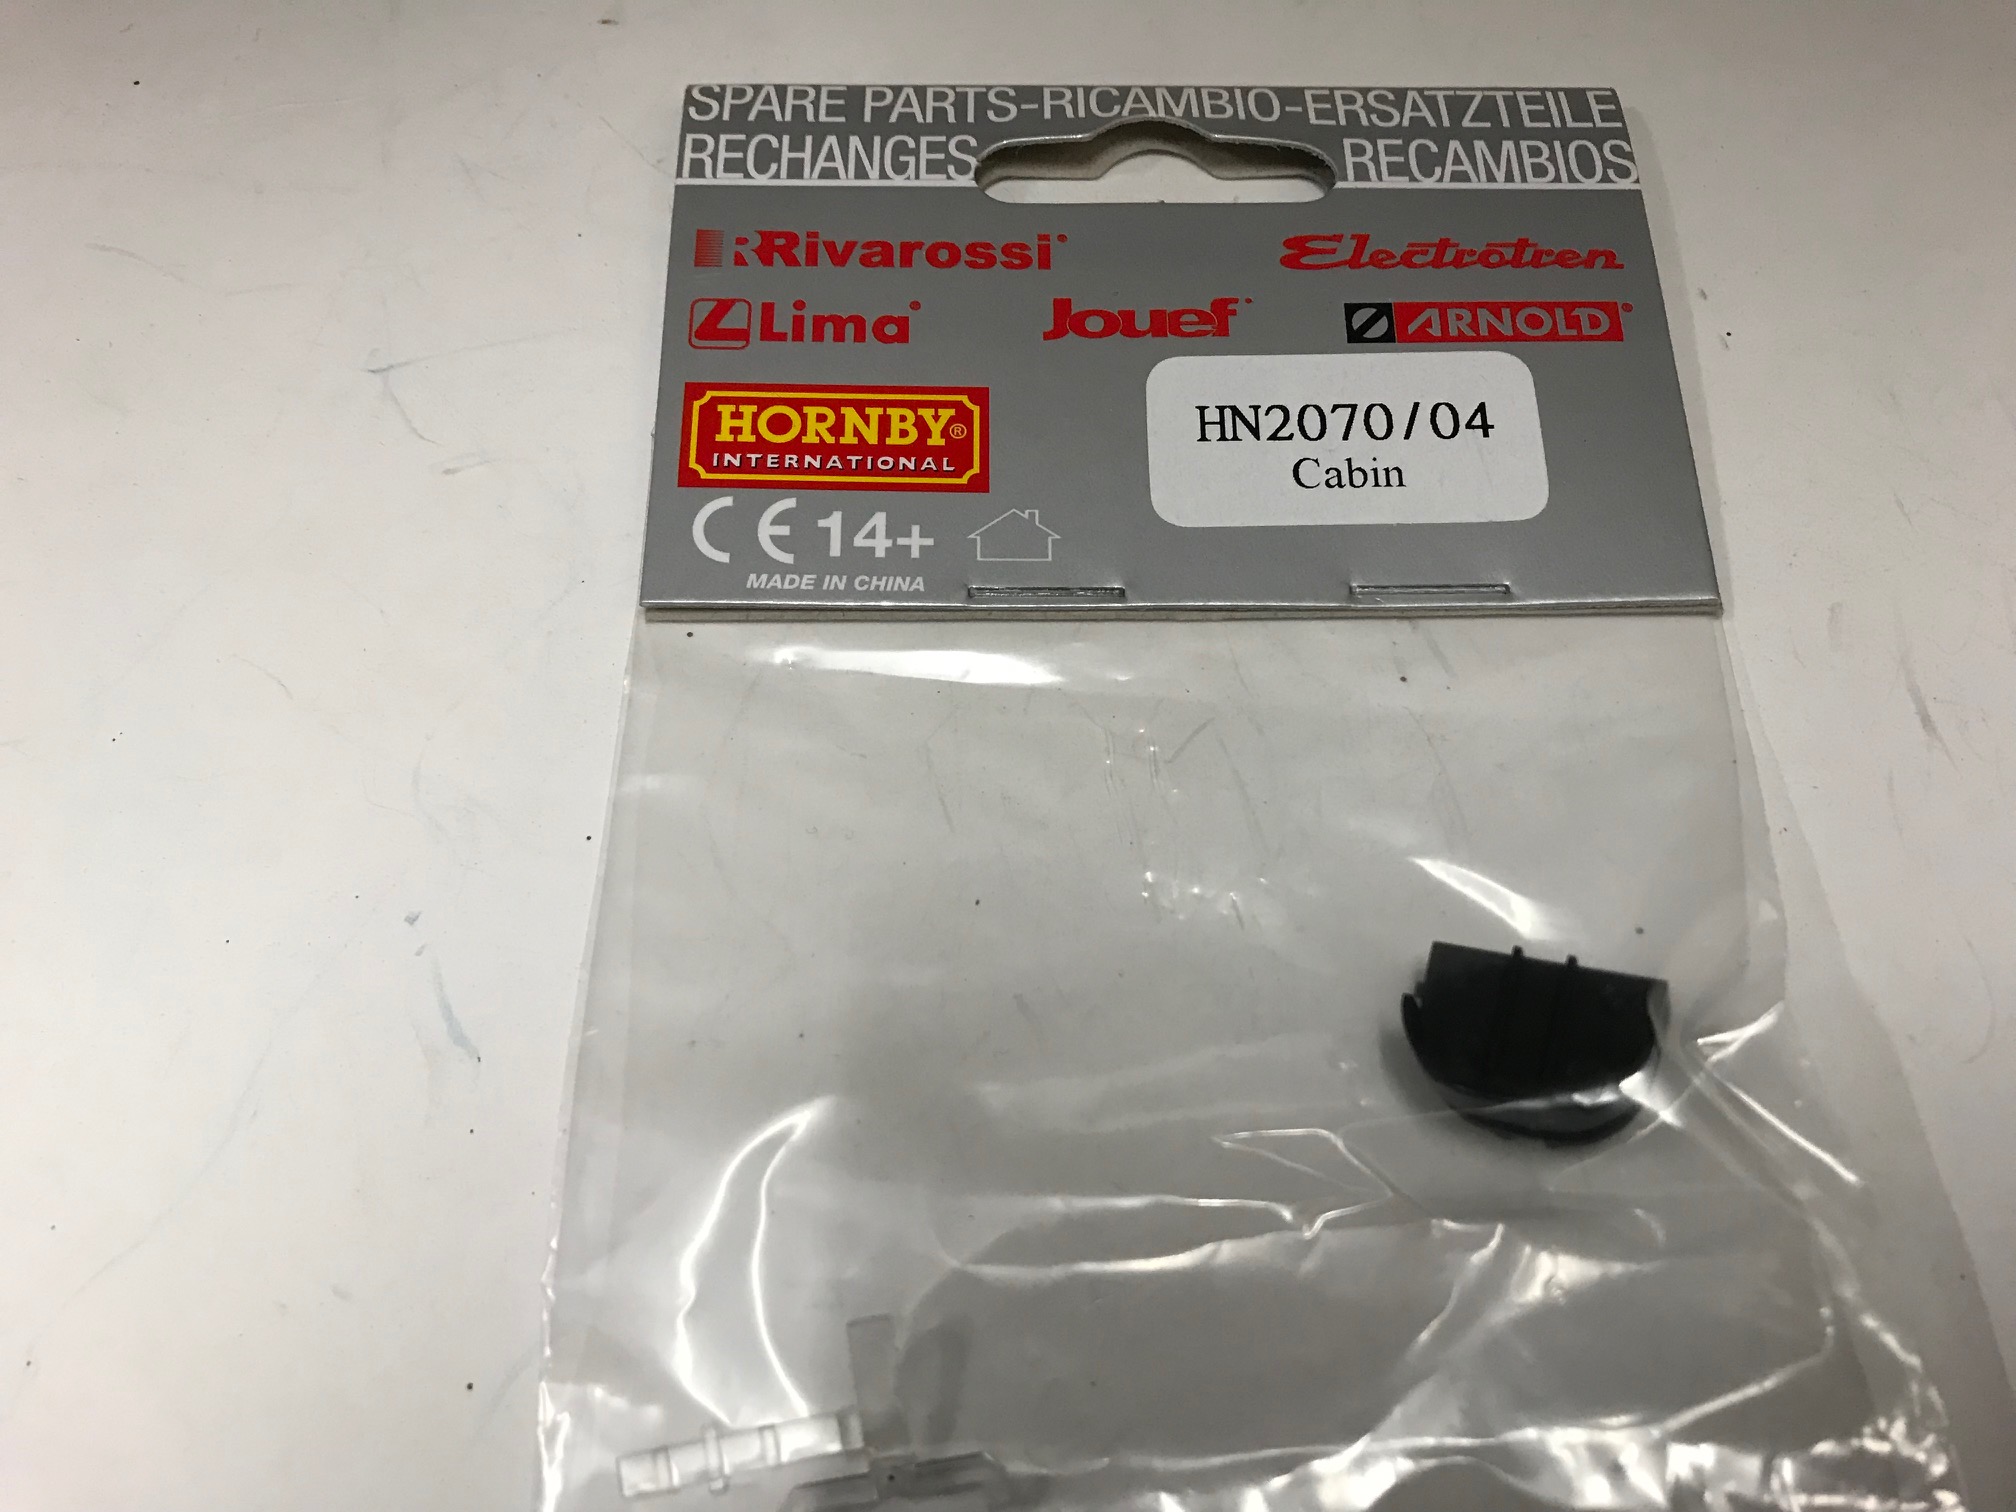 SPARE PARTS-RICAMBIO-ERSATZTEILE
RECHANGES RECAMBIOS
Rivarossi Electrotren
Lima Jouef ARNOLD
HORNBY®
INTERNATIONAL
HN2070/04
Cabin
CE 14+
MADE IN CHINA